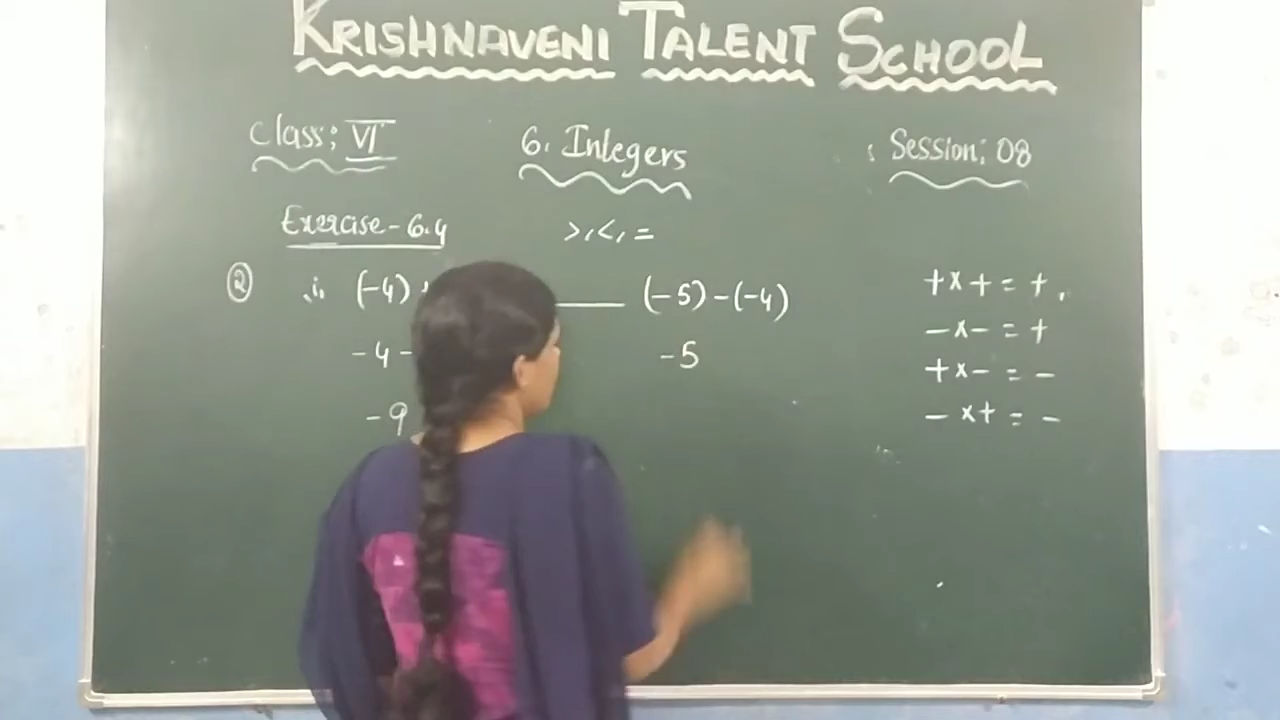 KRISHNAVENI TALENT SCHOOL
Class: VI 6. Integers Session: 08
Exercise-6.4 >, <, =
② i, (-4) + ____ (-5) - (-4)
-4 - -5
-9
+ x + = +,
- x - = +
+ x - = -
- x + = -